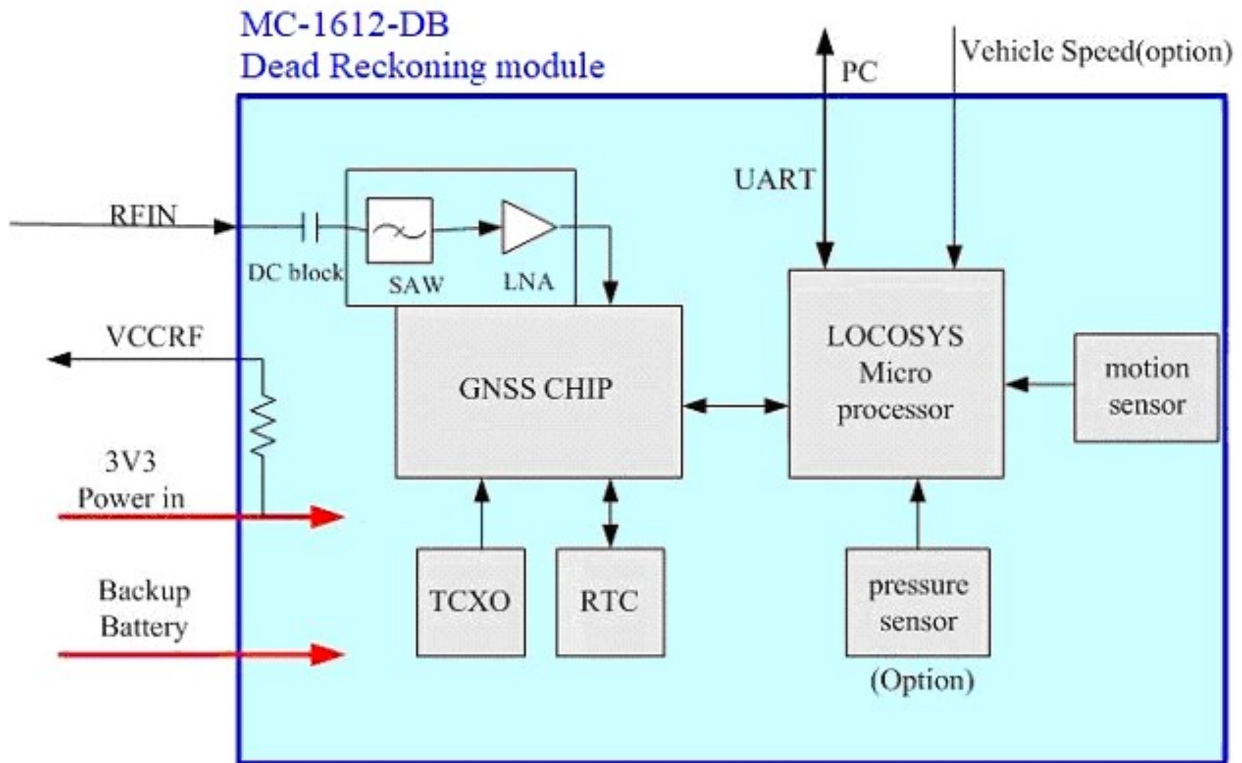 MC-1612-DB
Dead Reckoning module
PC
Vehicle Speed(option)
UART
RFIN
DC block
SAW
LNA
VCCRF
GNSS CHIP
LOCOSYS
Micro
processor
motion
sensor
3V3
Power in
TCXO
RTC
pressure
sensor
(Option)
Backup
Battery